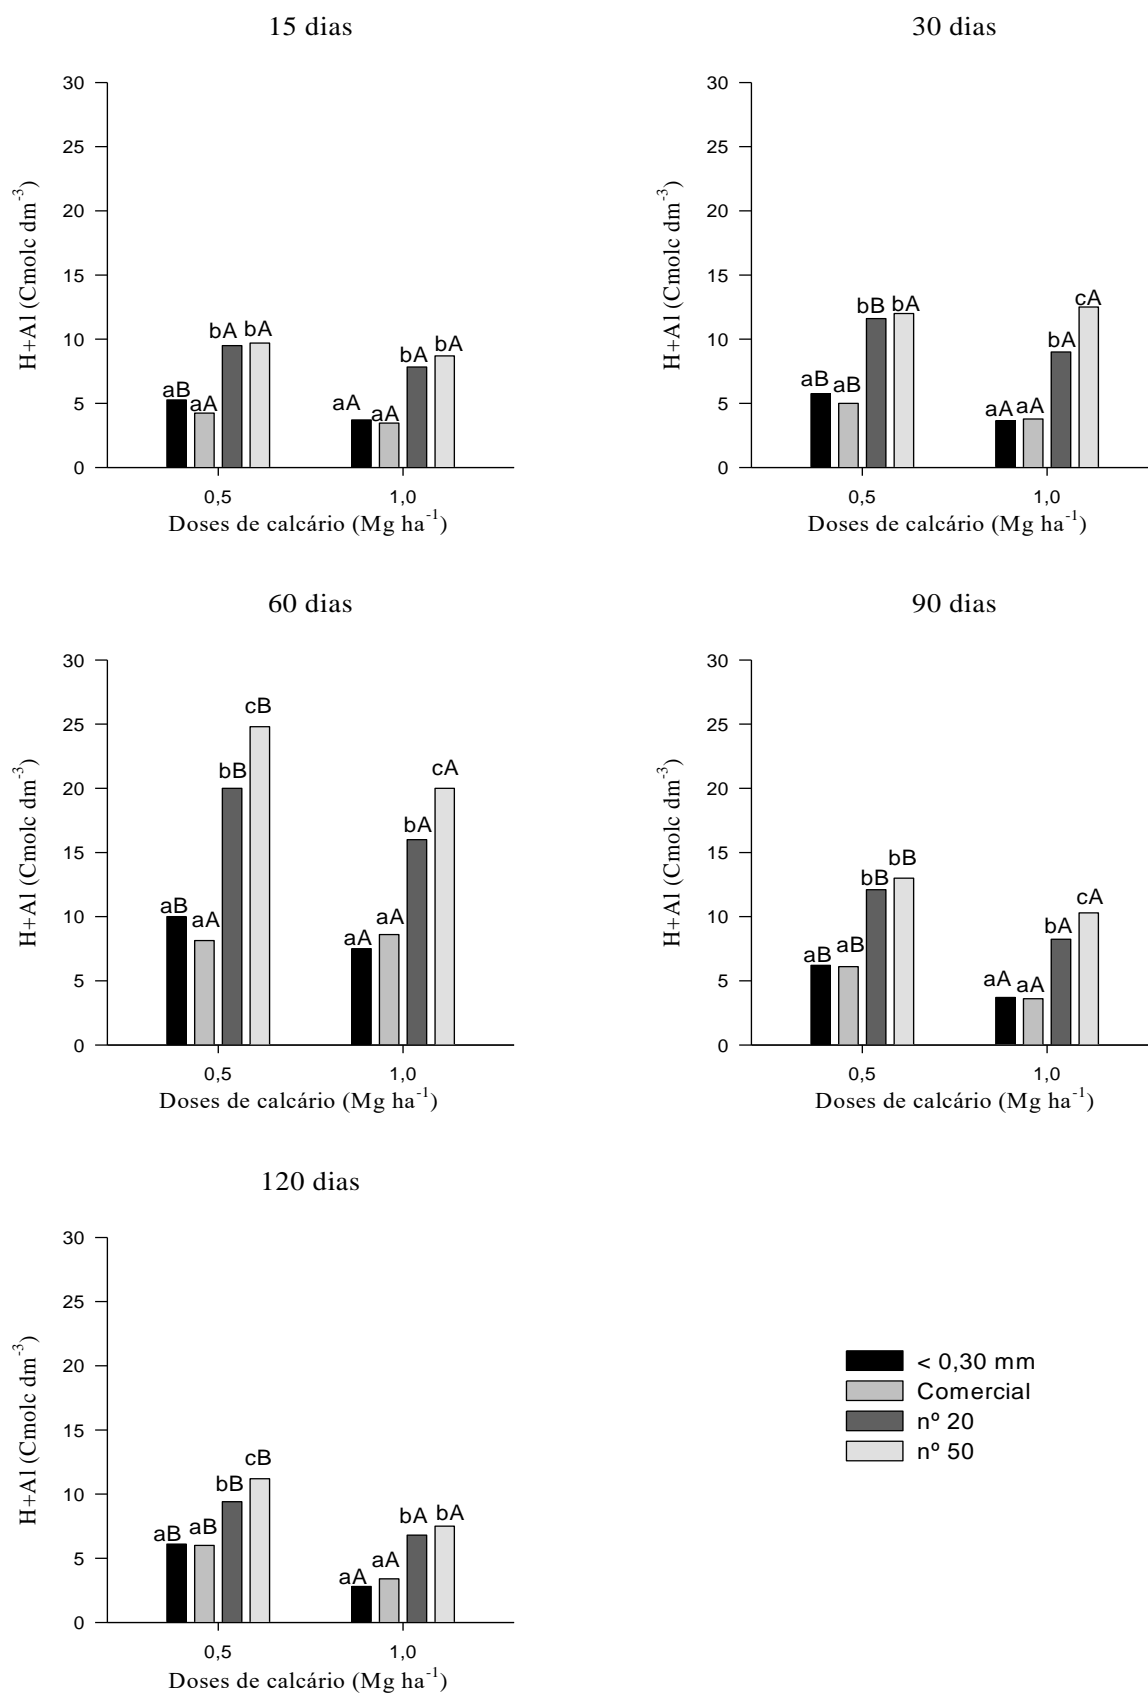 15 dias
H+Al (Cmolc dm-3)
30
25
20
15
10
5
0
aB
aA
bA
bA
aA
aA
bA
bA
0,5
1,0
Doses de calcário (Mg ha-1)
30 dias
H+Al (Cmolc dm-3)
30
25
20
15
10
5
0
aB
aB
bB
bA
aA
aA
bA
cA
0,5
1,0
Doses de calcário (Mg ha-1)
60 dias
H+Al (Cmolc dm-3)
30
25
20
15
10
5
0
aB
aA
bB
cB
aA
aA
bA
cA
0,5
1,0
Doses de calcário (Mg ha-1)
90 dias
H+Al (Cmolc dm-3)
30
25
20
15
10
5
0
aB
aB
bB
bB
aA
aA
bA
cA
0,5
1,0
Doses de calcário (Mg ha-1)
120 dias
H+Al (Cmolc dm-3)
30
25
20
15
10
5
0
aB
aB
bB
cB
aA
aA
bA
bA
0,5
1,0
Doses de calcário (Mg ha-1)
< 0,30 mm
Comercial
nº 20
nº 50